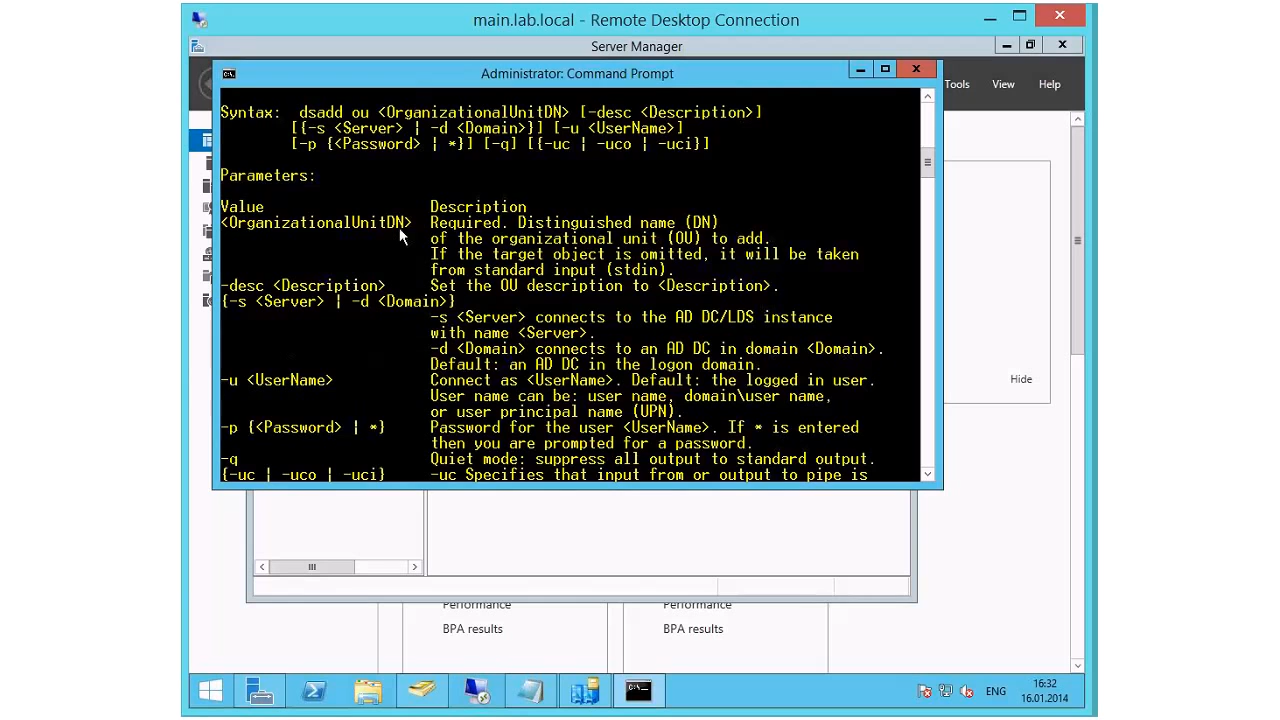 main.lab.local - Remote Desktop Connection
Server Manager
Tools View Help
Administrator: Command Prompt
Syntax:  dsadd ou <OrganizationalUnitDN> [-desc <Description>]
[{-s <Server> | -d <Domain>}] [-u <UserName>]
[-p {<Password> | *}] [-q] [{-uc | -uco | -uci}]
Parameters:
Value Description
<OrganizationalUnitDN> Required. Distinguished name (DN)
of the organizational unit (OU) to add.
If the target object is omitted, it will be taken
from standard input (stdin).
-desc <Description> Set the OU description to <Description>.
{-s <Server> | -d <Domain>}
-s <Server> connects to the AD DC/LDS instance
with name <Server>.
-d <Domain> connects to an AD DC in domain <Domain>.
Default: an AD DC in the logon domain.
-u <UserName> Connect as <UserName>. Default: the logged in user.
User name can be: user name, domain\user name,
or user principal name (UPN).
-p {<Password> | *} Password for the user <UserName>. If * is entered
then you are prompted for a password.
-q Quiet mode: suppress all output to standard output.
{-uc | -uco | -uci} -uc Specifies that input from or output to pipe is
Hide
Performance Performance
BPA results BPA results
ENG
16:32
16.01.2014